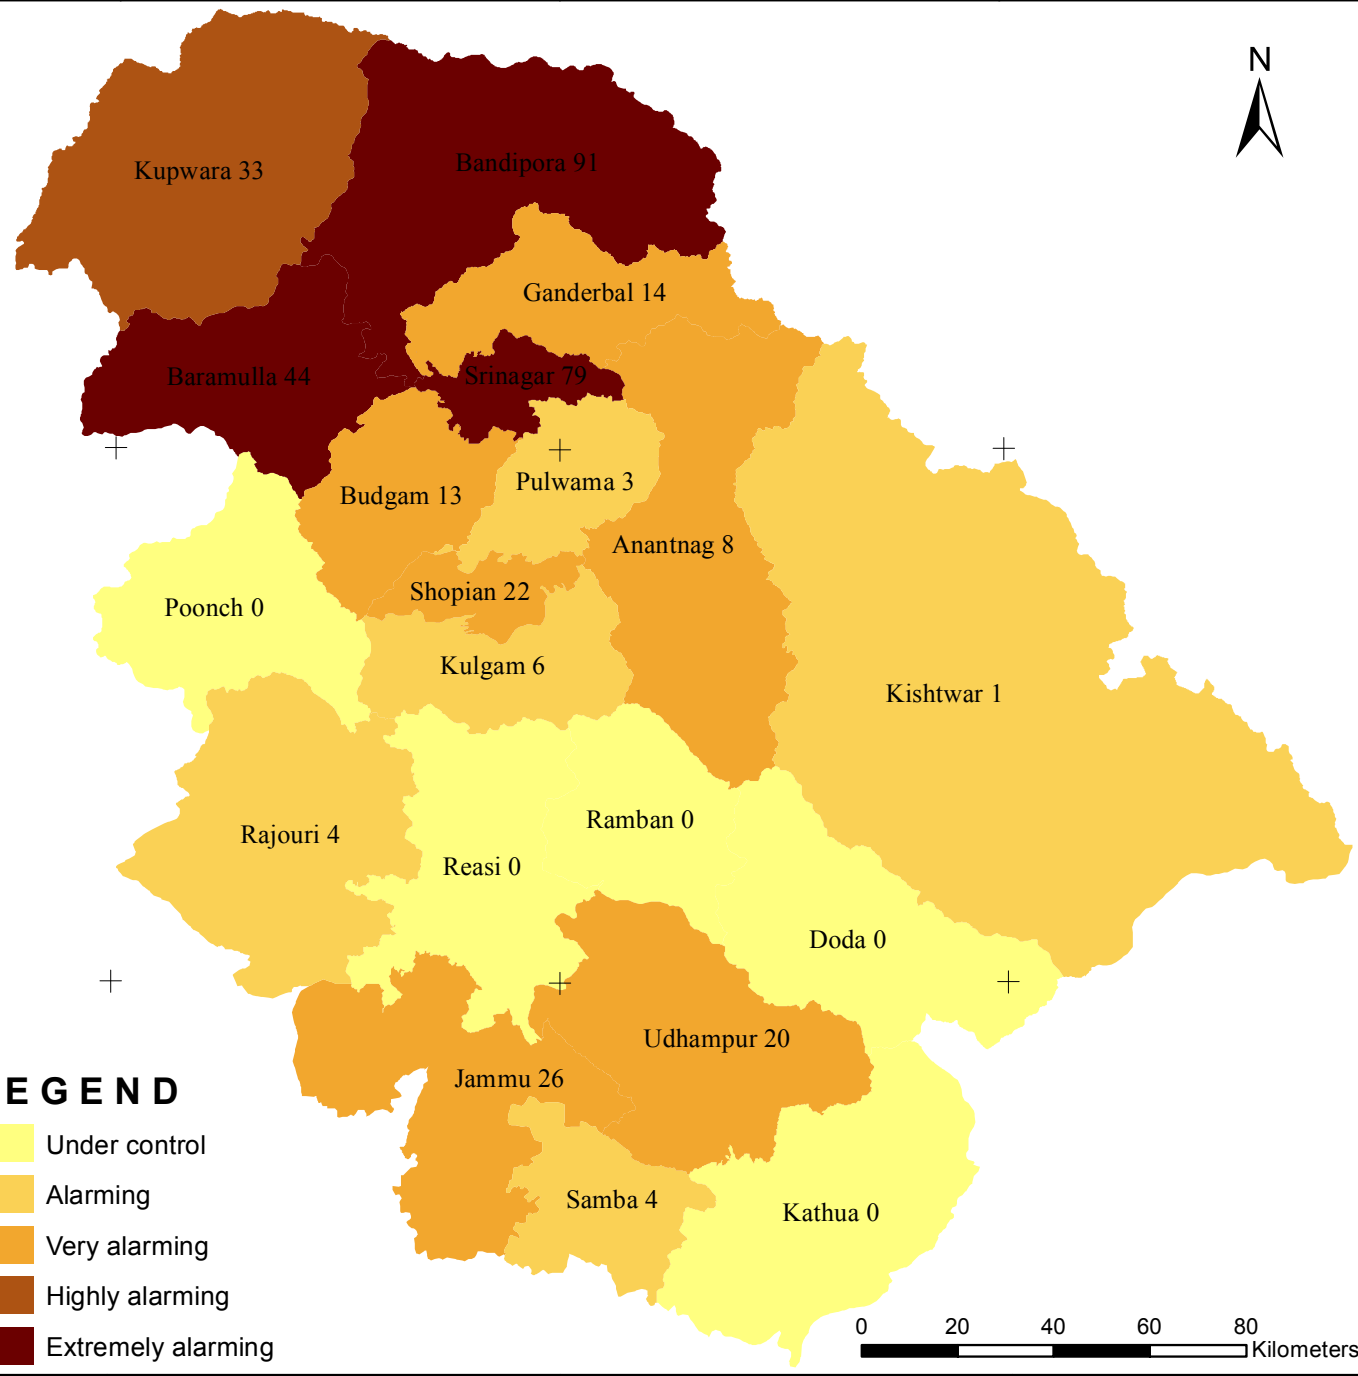 N
Kupwara 33
Bandipora 91
Ganderbal 14
Baramulla 44
Srinagar 79
Budgam 13
Pulwama 3
Anantnag 8
Shopian 22
Poonch 0
Kulgam 6
Kishtwar 1
Rajouri 4
Ramban 0
Reasi 0
Doda 0
Udhampur 20
Jammu 26
Samba 4
Kathua 0
EGEND
Under control
Alarming
Very alarming
Highly alarming
Extremely alarming
0 20 40 60 80
Kilometers